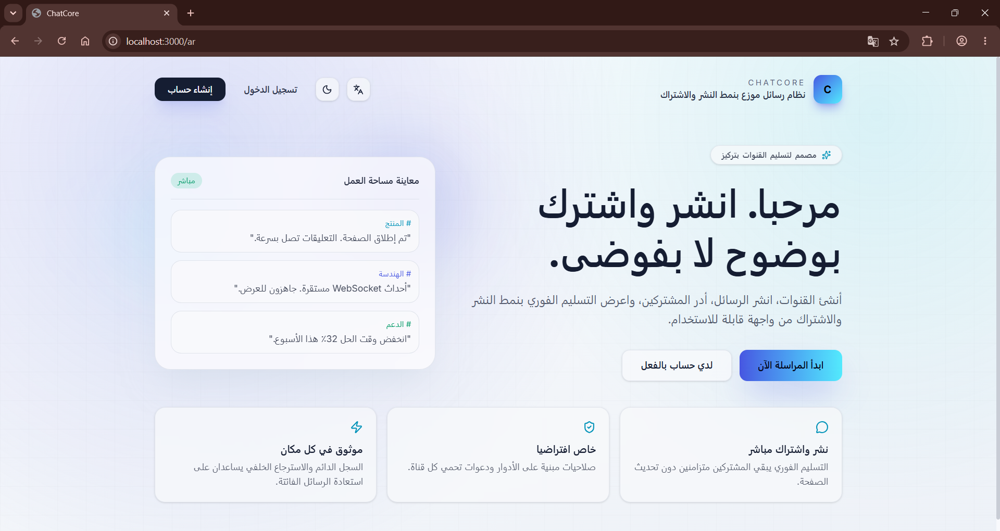 ChatCore
localhost:3000/ar
C
CHATCORE
نظام رسائل موزع بنمط النشر والاشتراك
تسجيل الدخول
إنشاء حساب
مصمم لتسليم القنوات بتركيز
مرحبا. انشر واشترك
بوضوح لا بفوضى.
أنشئ القنوات، انشر الرسائل، أدر المشتركين، واعرض التسليم الفوري بنمط النشر
والاشتراك من واجهة قابلة للاستخدام.
ابدأ المراسلة الآن
لدي حساب بالفعل
معاينة مساحة العمل
مباشر
# المنتج
"تم إطلاق الصفحة. التعليقات تصل بسرعة."
# الهندسة
"أحداث WebSocket مستقرة. جاهزون للعرض."
# الدعم
"انخفض وقت الحل 32٪ هذا الأسبوع."
نشر واشتراك مباشر
التسليم الفوري يبقي المشتركين متزامنين دون تحديث
الصفحة.
خاص افتراضيا
صلاحيات مبنية على الأدوار ودعوات تحمي كل قناة.
موثوق في كل مكان
السجل الدائم والاسترجاع الخلفي يساعدان على
استعادة الرسائل الفائتة.